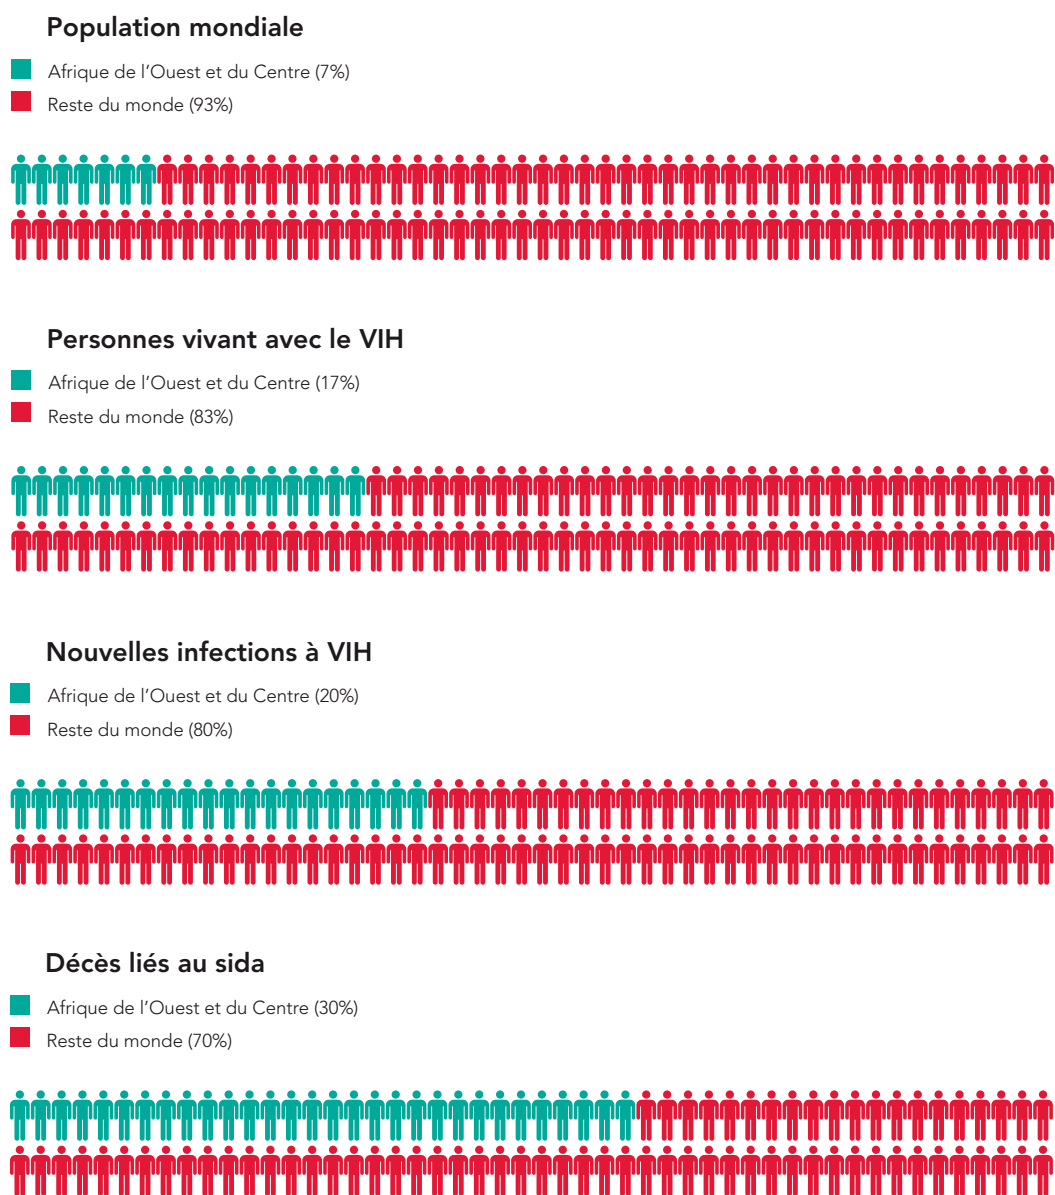 Population mondiale
Afrique de l’Ouest et du Centre (7%)
Reste du monde (93%)
Personnes vivant avec le VIH
Afrique de l’Ouest et du Centre (17%)
Reste du monde (83%)
Nouvelles infections à VIH
Afrique de l’Ouest et du Centre (20%)
Reste du monde (80%)
Décès liés au sida
Afrique de l’Ouest et du Centre (30%)
Reste du monde (70%)